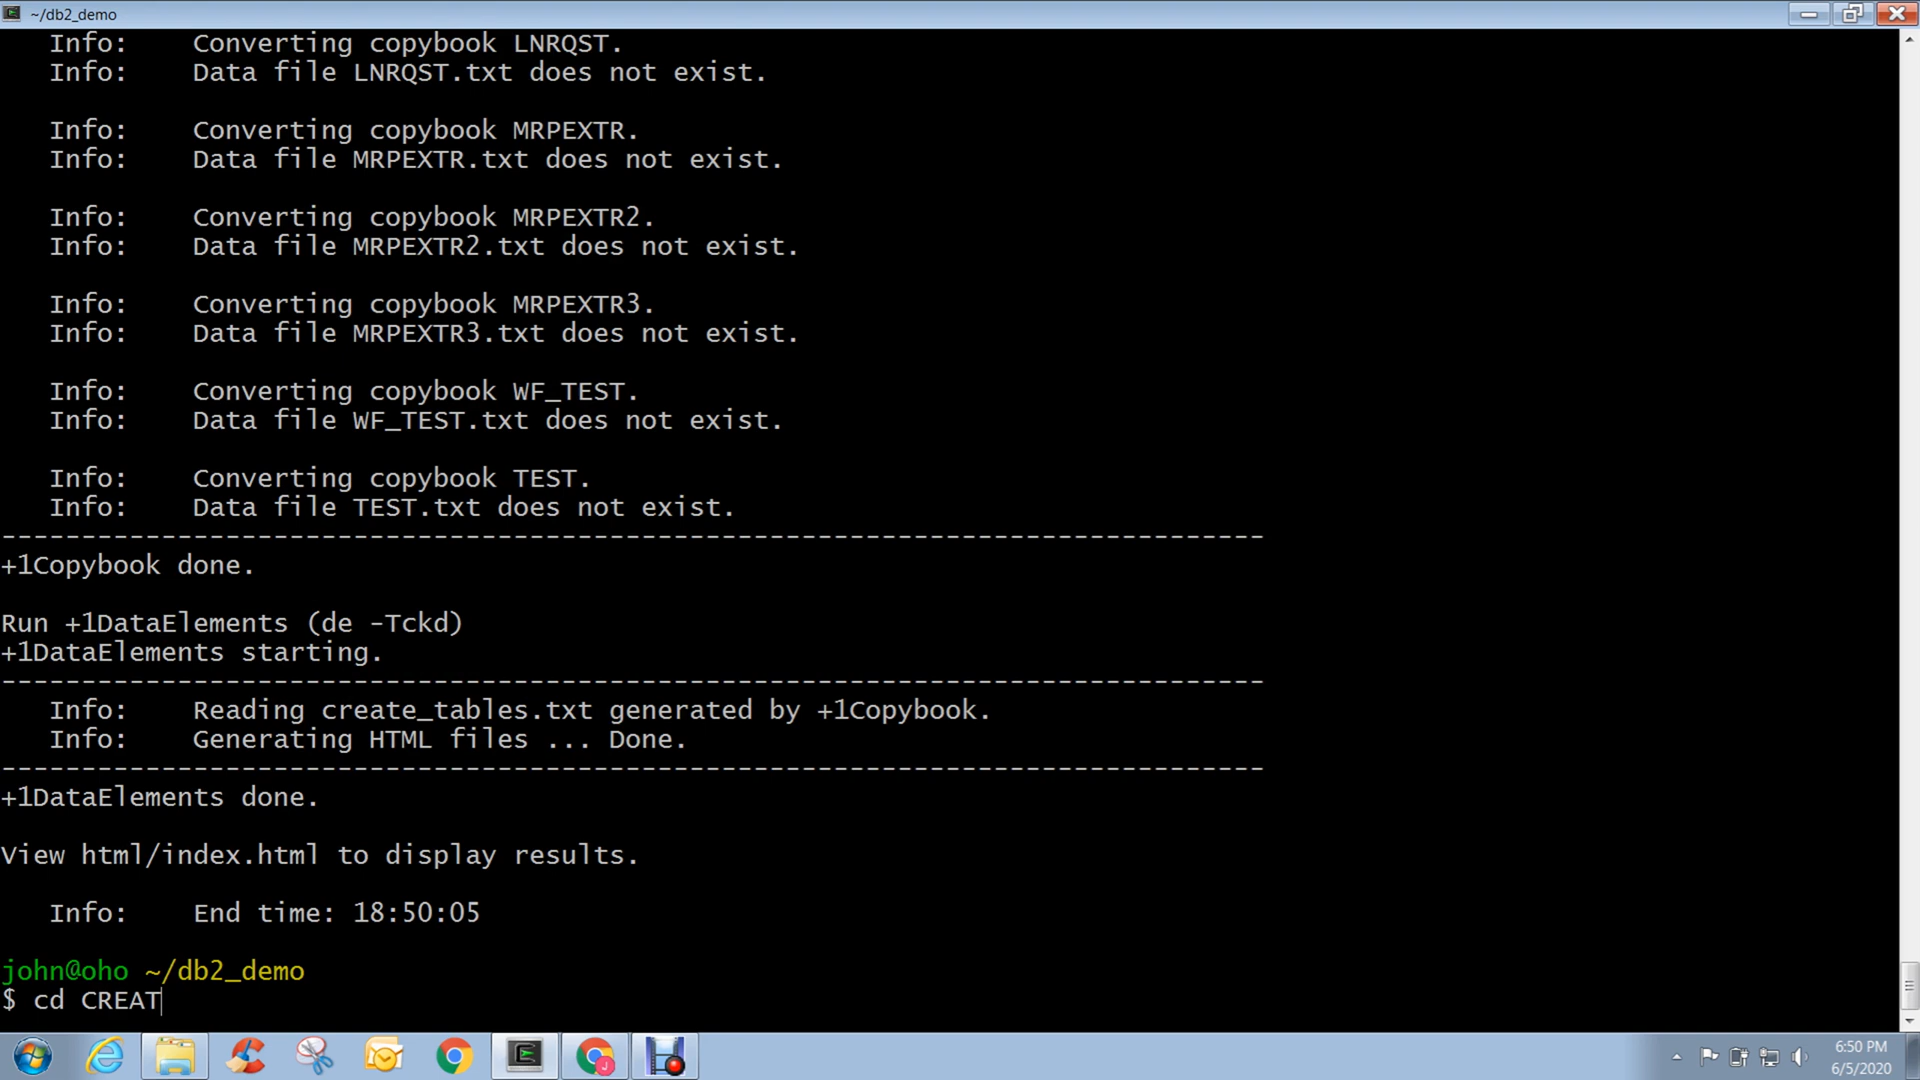 ~/db2_demo
Info: Converting copybook LNRQST.
Info: Data file LNRQST.txt does not exist.
Info: Converting copybook MRPEXTR.
Info: Data file MRPEXTR.txt does not exist.
Info: Converting copybook MRPEXTR2.
Info: Data file MRPEXTR2.txt does not exist.
Info: Converting copybook MRPEXTR3.
Info: Data file MRPEXTR3.txt does not exist.
Info: Converting copybook WF_TEST.
Info: Data file WF_TEST.txt does not exist.
Info: Converting copybook TEST.
Info: Data file TEST.txt does not exist.
-------------------------------------------------------------------------------
+1Copybook done.
Run +1DataElements (de -Tckd)
+1DataElements starting.
-------------------------------------------------------------------------------
Info: Reading create_tables.txt generated by +1Copybook.
Info: Generating HTML files ... Done.
-------------------------------------------------------------------------------
+1DataElements done.
View html/index.html to display results.
Info: End time: 18:50:05
john@oho ~/db2_demo
$ cd CREAT
6:50 PM
6/5/2020